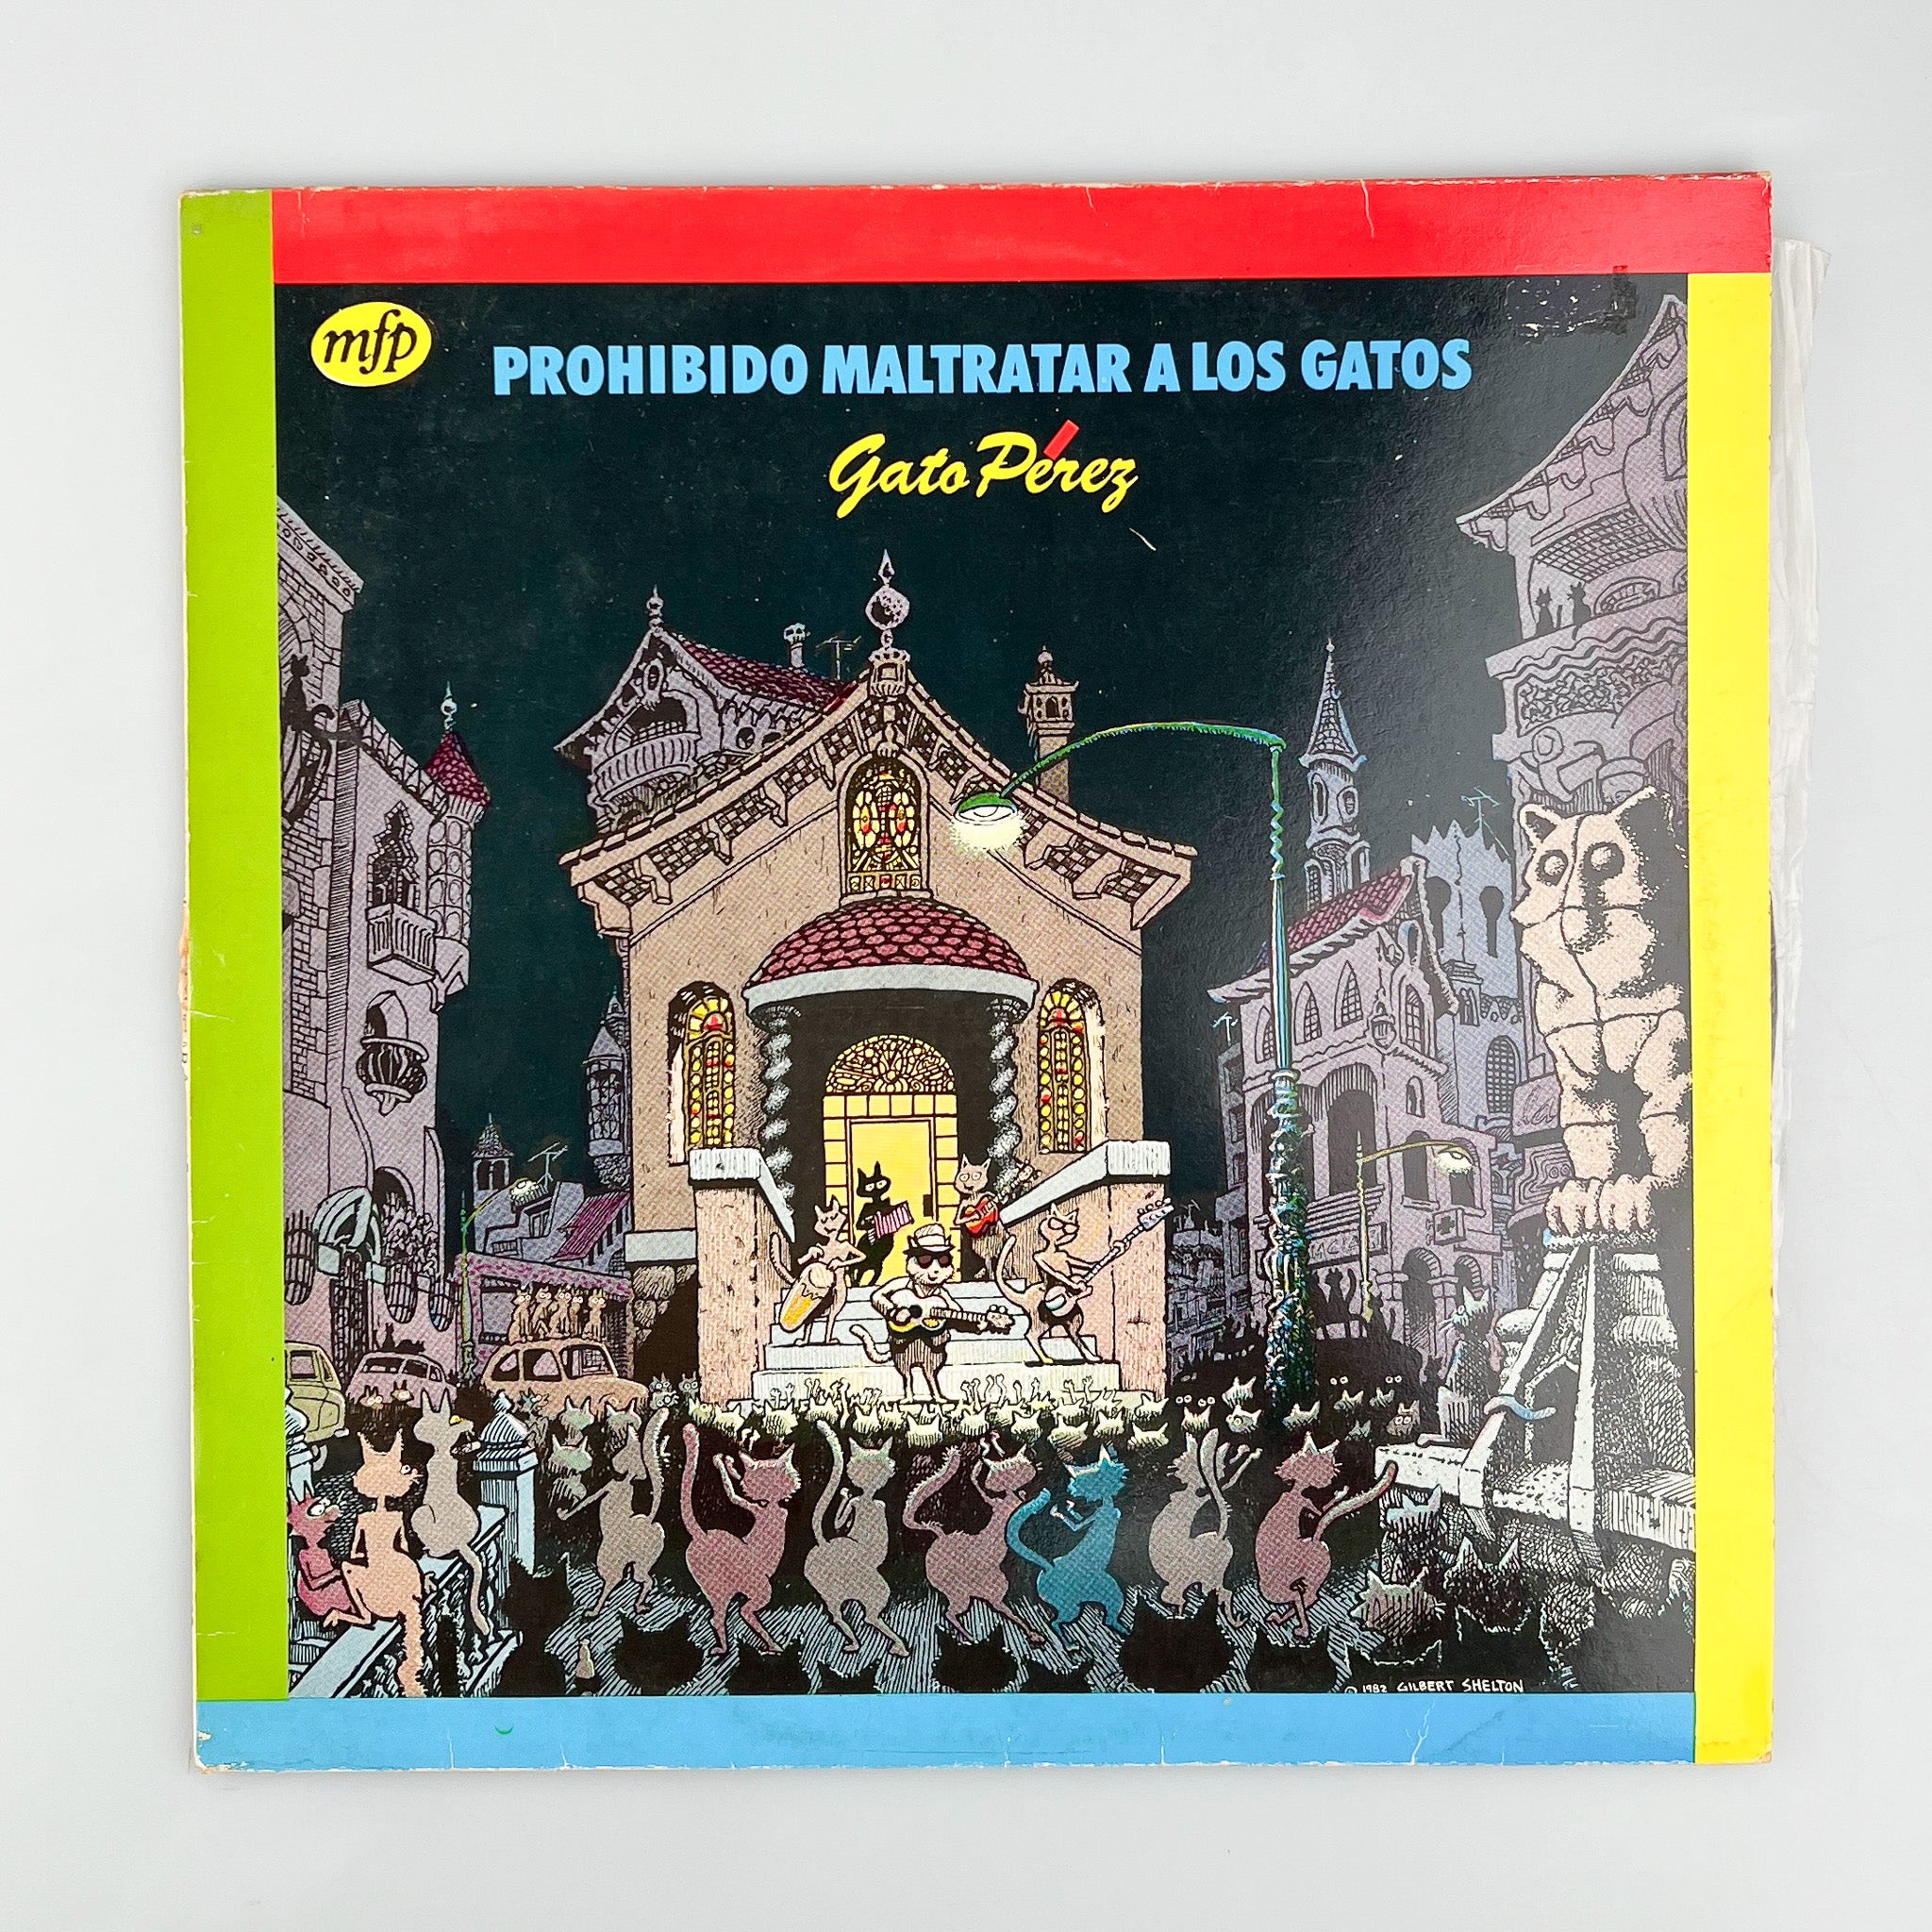 mfp
PROHIBIDO MALTRATAR A LOS GATOS
Gato Pérez
© 1982 GILBERT SHELTON